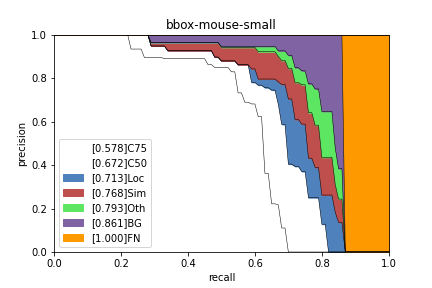 bbox-mouse-small
precision
1.0
0.8
0.6
0.4
0.2
0.0
[0.578]C75
[0.672]C50
[0.713]Loc
[0.768]Sim
[0.793]Oth
[0.861]BG
[1.000]FN
0.0 0.2 0.4 0.6 0.8 1.0
recall